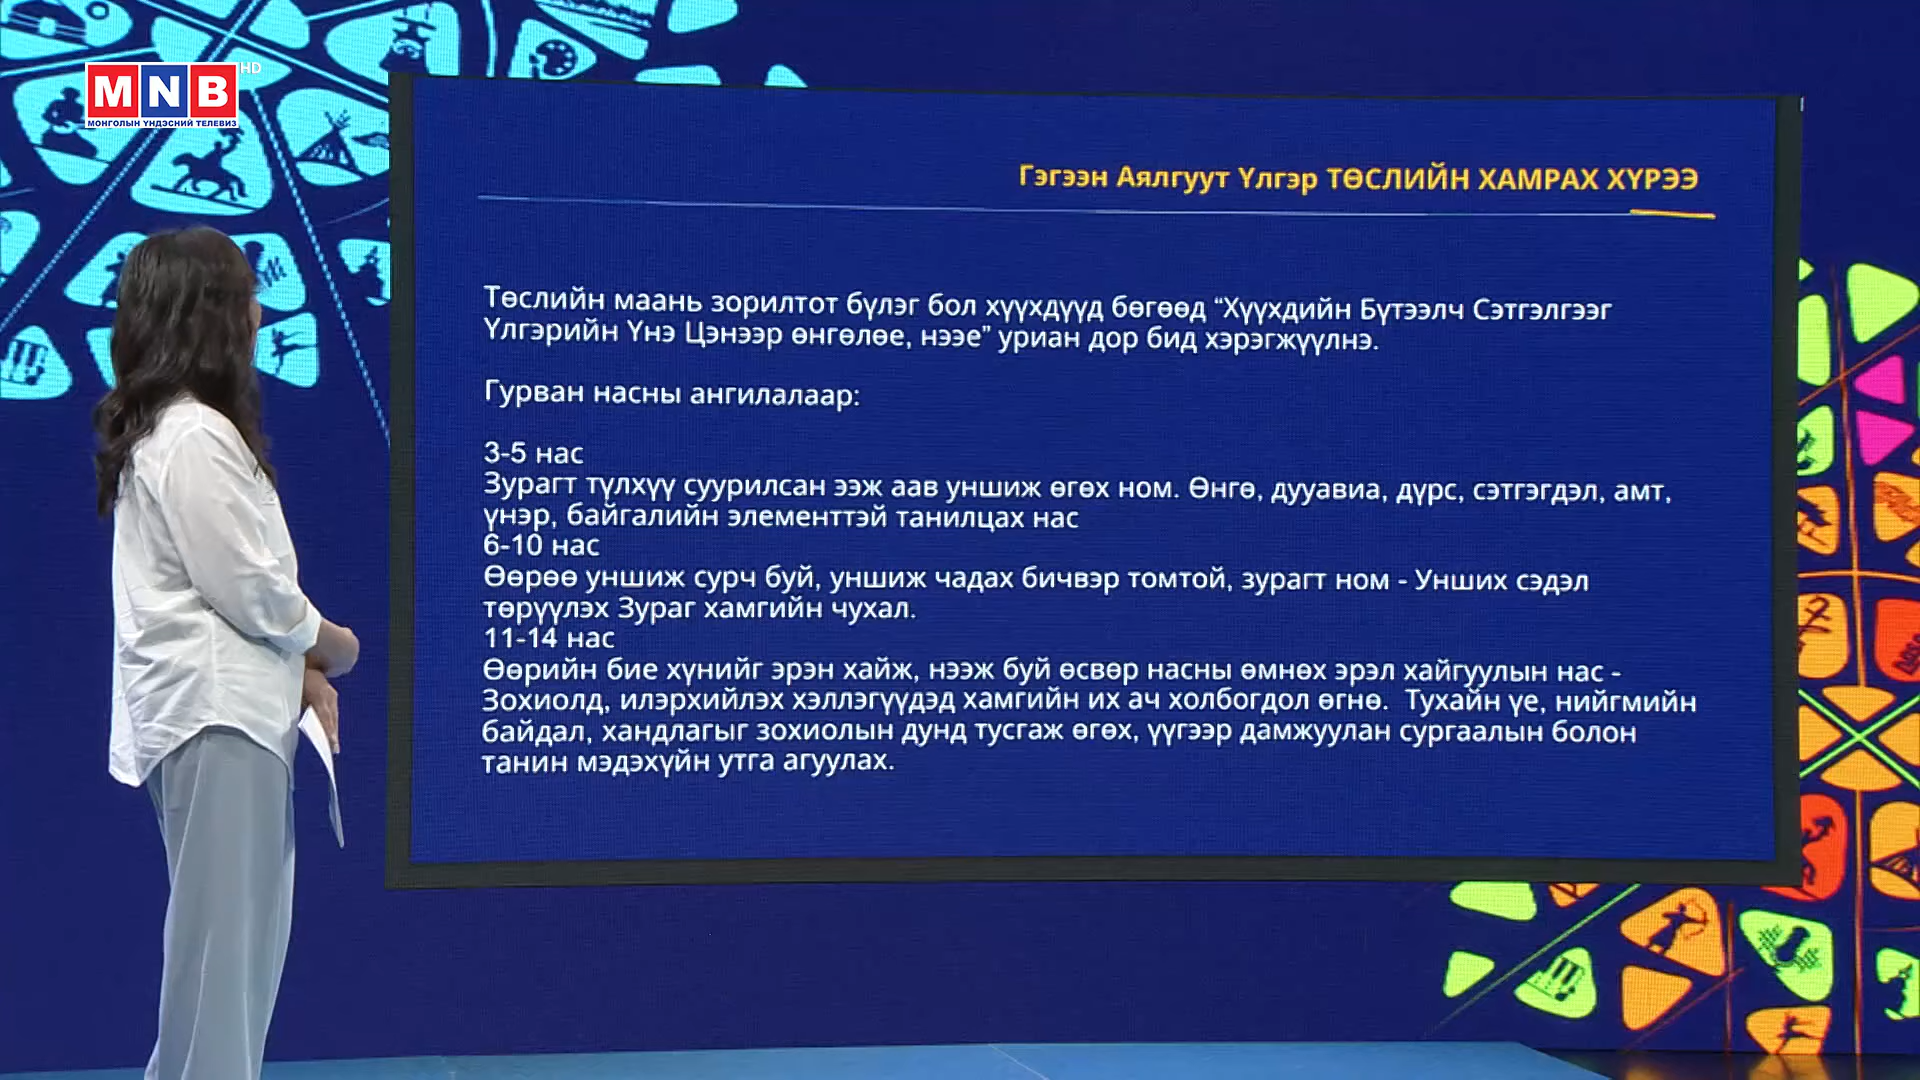 MNB HD
МОНГОЛЫН ҮНДЭСНИЙ ТЕЛЕВИЗ
Гэгээн Аялгуут Үлгэр ТӨСЛИЙН ХАМРАХ ХҮРЭЭ
Төслийн маань зорилтот бүлэг бол хүүхдүүд бөгөөд “Хүүхдийн Бүтээлч Сэтгэлгээг
Үлгэрийн Үнэ Цэнээр өнгөлөе, нээе” уриан дор бид хэрэгжүүлнэ.
Гурван насны ангилалаар:
3-5 нас
Зурагт түлхүү суурилсан ээж аав уншиж өгөх ном. Өнгө, дууавиа, дүрс, сэтгэгдэл, амт,
үнэр, байгалийн элементтэй танилцах нас
6-10 нас
Өөрөө уншиж сурч буй, уншиж чадах бичвэр томтой, зурагт ном - Унших сэдэл
төрүүлэх Зураг хамгийн чухал.
11-14 нас
Өөрийн бие хүнийг эрэн хайж, нээж буй өсвөр насны өмнөх эрэл хайгуулын нас -
Зохиолд, илэрхийлэх хэллэгүүдэд хамгийн их ач холбогдол өгнө. Тухайн үе, нийгмийн
байдал, хандлагыг зохиолын дунд тусгаж өгөх, үүгээр дамжуулан сургаалын болон
танин мэдэхүйн утга агуулах.